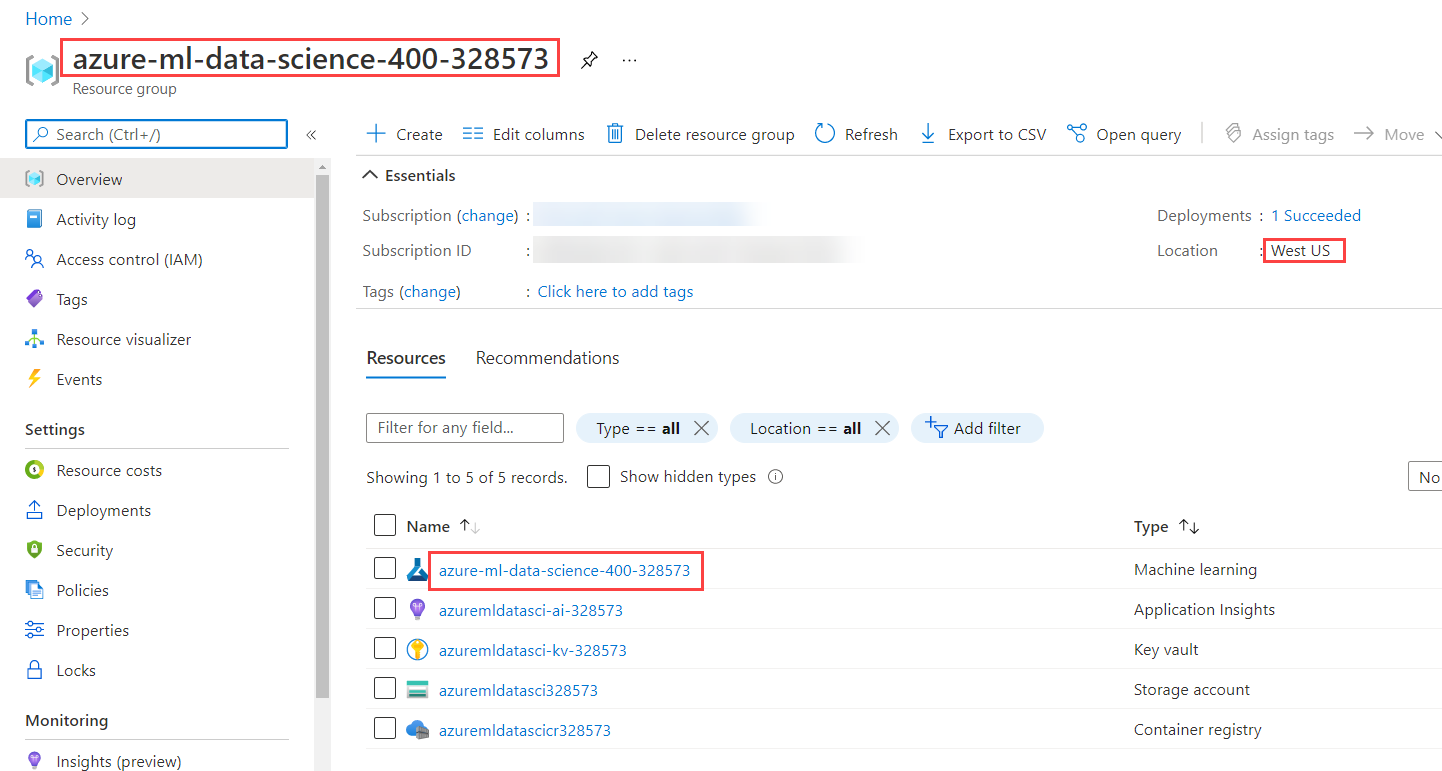 Home >
azure-ml-data-science-400-328573
...
Resource group
Search (Ctrl+/)
«
Overview
Activity log
Access control (IAM)
Tags
Resource visualizer
Events
Settings
Resource costs
Deployments
Security
Policies
Properties
Locks
Monitoring
Insights (preview)
Create
Edit columns
Delete resource group
Refresh
Export to CSV
Open query
Assign tags
Move
Essentials
Subscription (change) :
Subscription ID :
Tags (change) : Click here to add tags
Deployments : 1 Succeeded
Location : West US
Resources Recommendations
Filter for any field...
Type == all
Location == all
Add filter
Showing 1 to 5 of 5 records.
Show hidden types
No
Name ↑↓ Type ↑↓
azure-ml-data-science-400-328573 Machine learning
azuremldatasci-ai-328573 Application Insights
azuremldatasci-kv-328573 Key vault
azuremldatasci328573 Storage account
azuremldatascicr328573 Container registry